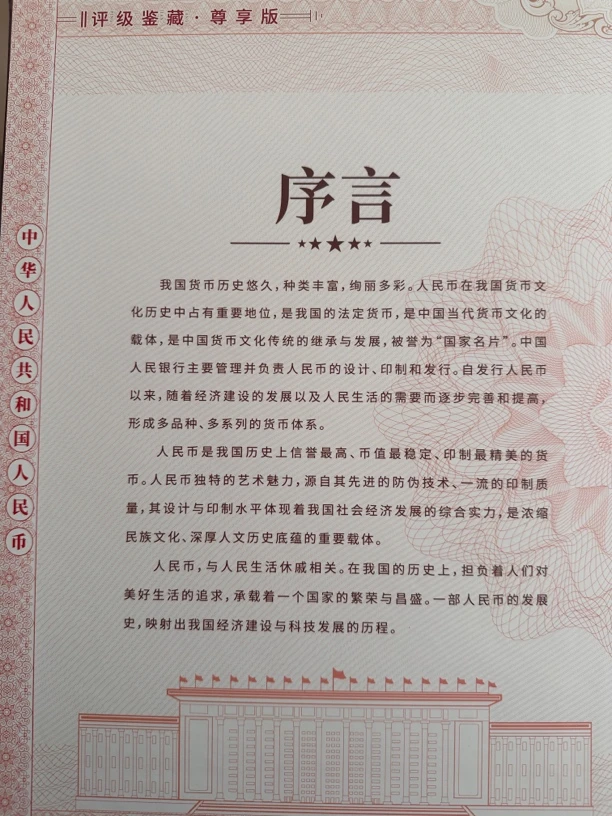 评级鉴藏·尊享版
中华人民共和国人民币
序言
我国货币历史悠久,种类丰富,绚丽多彩。人民币在我国货币文
化历史中占有重要地位,是我国的法定货币,是中国当代货币文化的
载体,是中国货币文化传统的继承与发展,被誉为“国家名片”。中国
人民银行主要管理并负责人民币的设计、印制和发行。自发行人民币
以来,随着经济建设的发展以及人民生活的需要而逐步完善和提高,
形成多品种、多系列的货币体系。
人民币是我国历史上信誉最高、币值最稳定、印制最精美的货
币。人民币独特的艺术魅力,源自其先进的防伪技术、一流的印制质
量,其设计与印制水平体现着我国社会经济发展的综合实力,是浓缩
民族文化、深厚人文历史底蕴的重要载体。
人民币,与人民生活休戚相关。在我国的历史上,担负着人们对
美好生活的追求,承载着一个国家的繁荣与昌盛。一部人民币的发展
史,映射出我国经济建设与科技发展的历程。